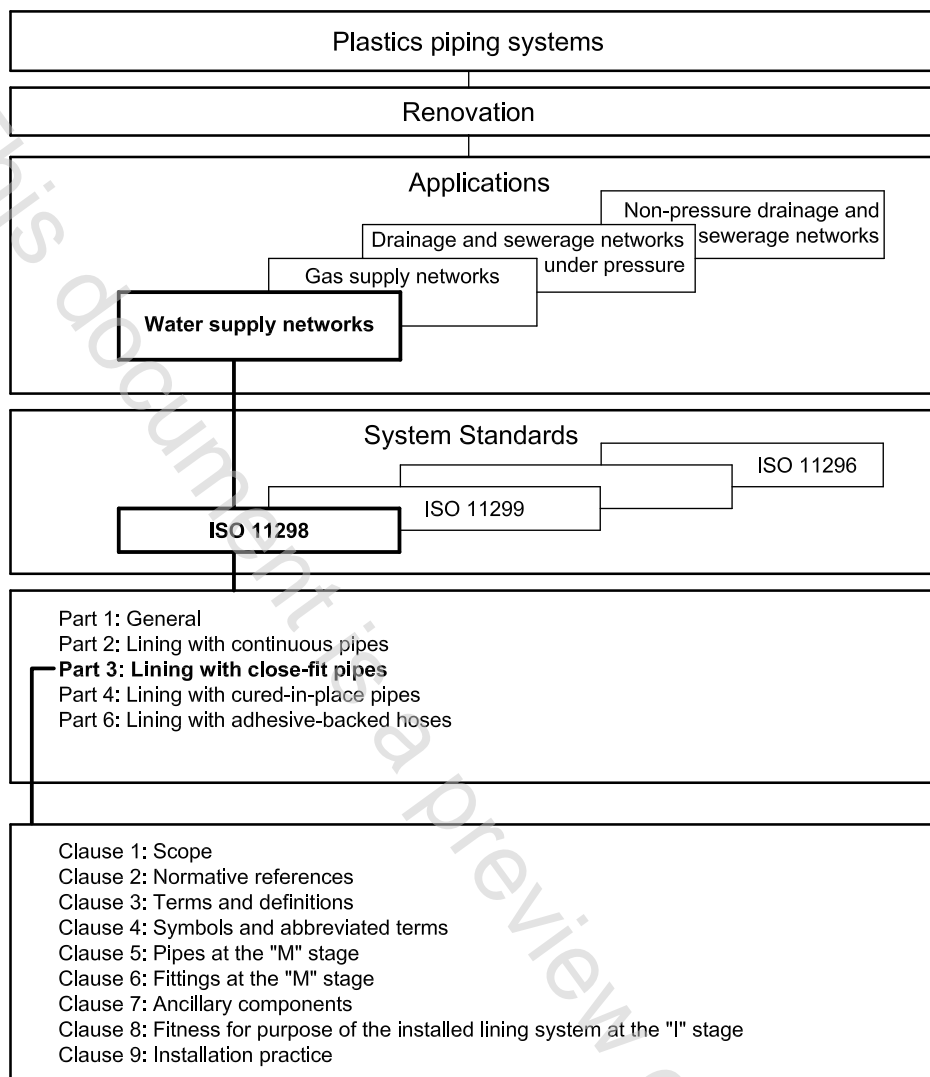 Plastics piping systems
Renovation
Applications
Non-pressure drainage and
sewerage networks
Drainage and sewerage networks
under pressure
Gas supply networks
Water supply networks
System Standards
ISO 11296
ISO 11299
ISO 11298
Part 1: General
Part 2: Lining with continuous pipes
Part 3: Lining with close-fit pipes
Part 4: Lining with cured-in-place pipes
Part 6: Lining with adhesive-backed hoses
Clause 1: Scope
Clause 2: Normative references
Clause 3: Terms and definitions
Clause 4: Symbols and abbreviated terms
Clause 5: Pipes at the "M" stage
Clause 6: Fittings at the "M" stage
Clause 7: Ancillary components
Clause 8: Fitness for purpose of the installed lining system at the "I" stage
Clause 9: Installation practice
This document is a preview